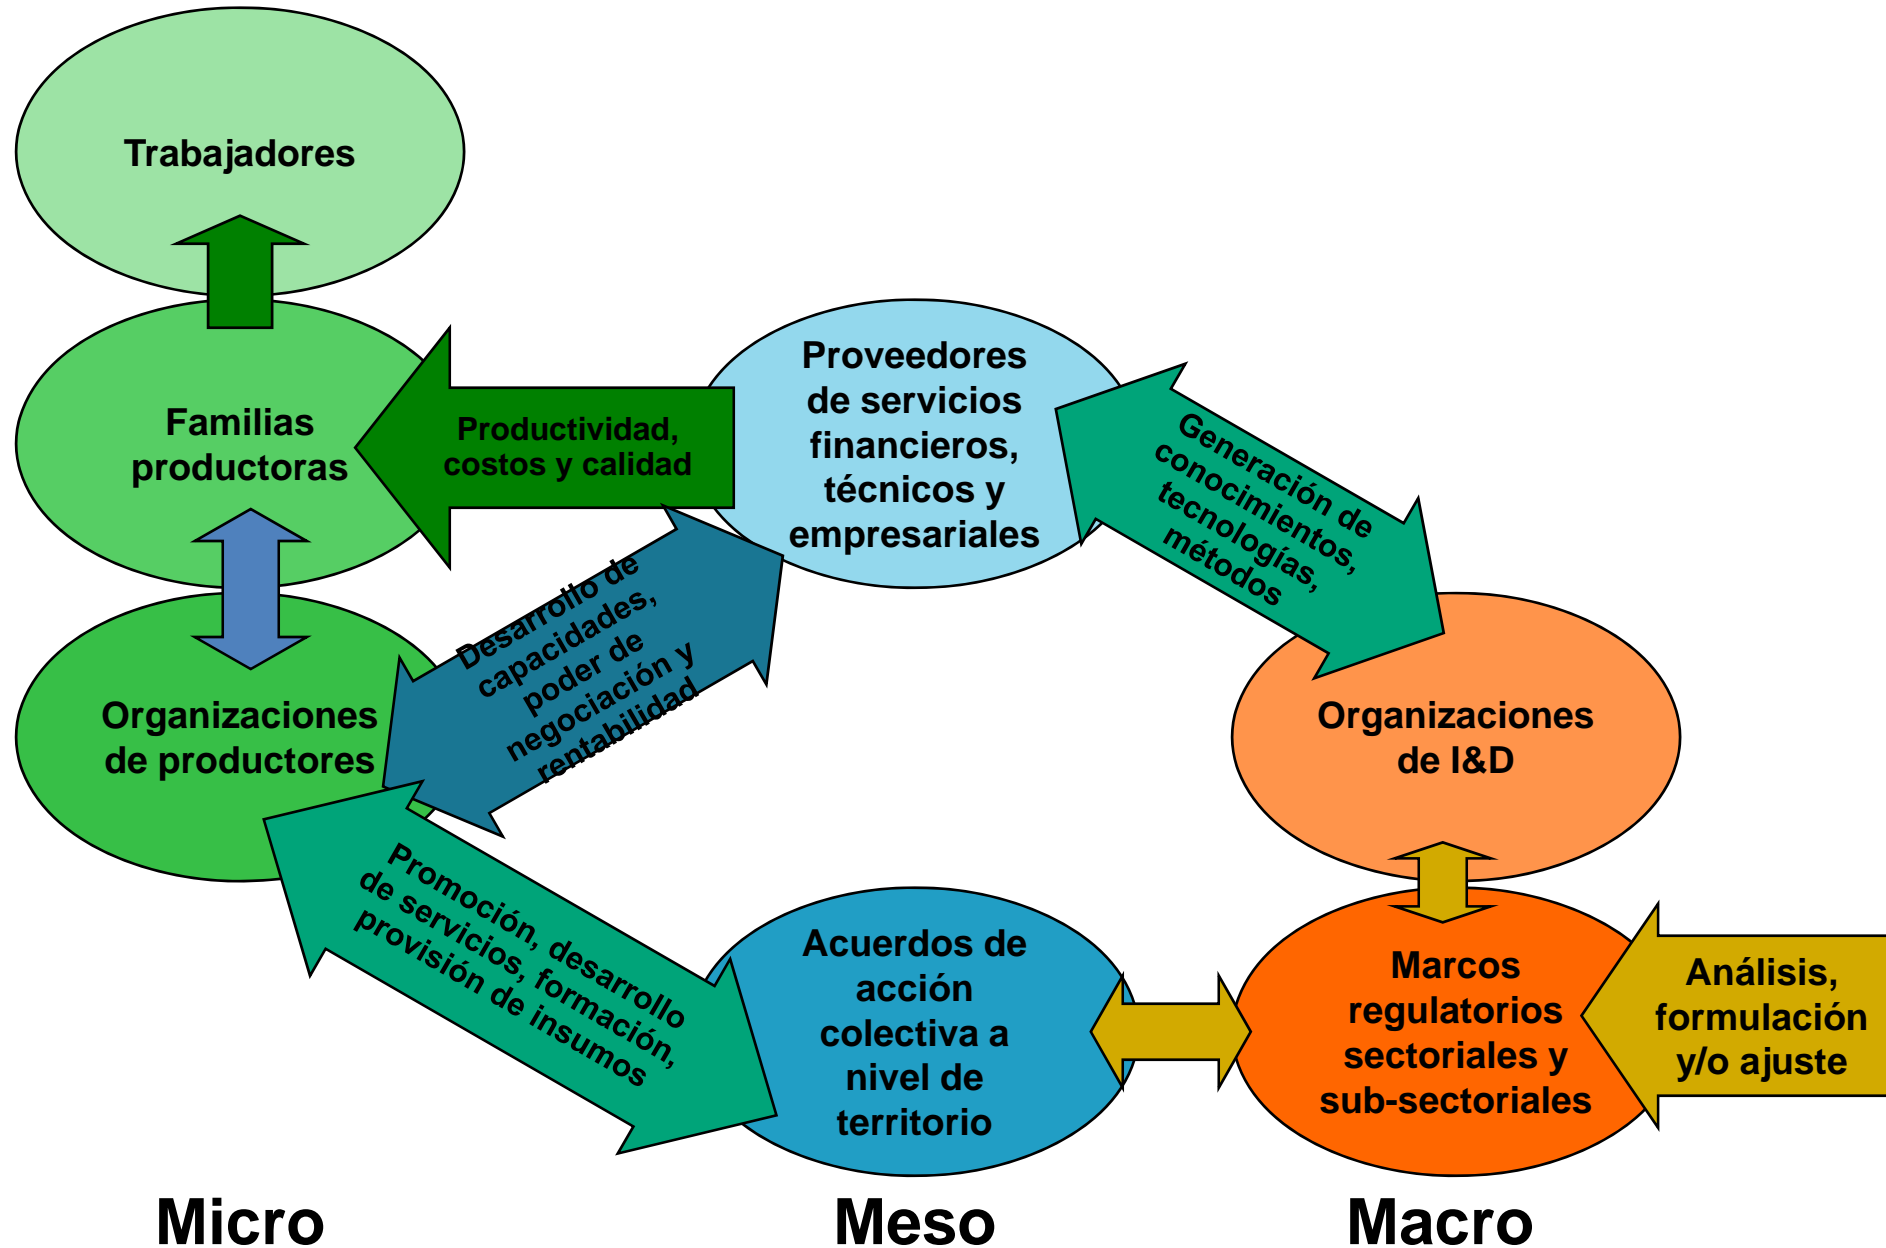 Trabajadores
Familias
productoras
Productividad,
costos y calidad
Proveedores
de servicios
financieros,
técnicos y
empresariales
Generación de
conocimientos,
tecnologías,
métodos
Desarrollo de
capacidades,
poder de
negociación y
rentabilidad
Organizaciones
de productores
Organizaciones
de I&D
Promoción, desarrollo
de servicios, formación,
provisión de insumos
Acuerdos de
acción
colectiva a
nivel de
territorio
Marcos
regulatorios
sectoriales y
sub-sectoriales
Análisis,
formulación
y/o ajuste
Micro
Meso
Macro